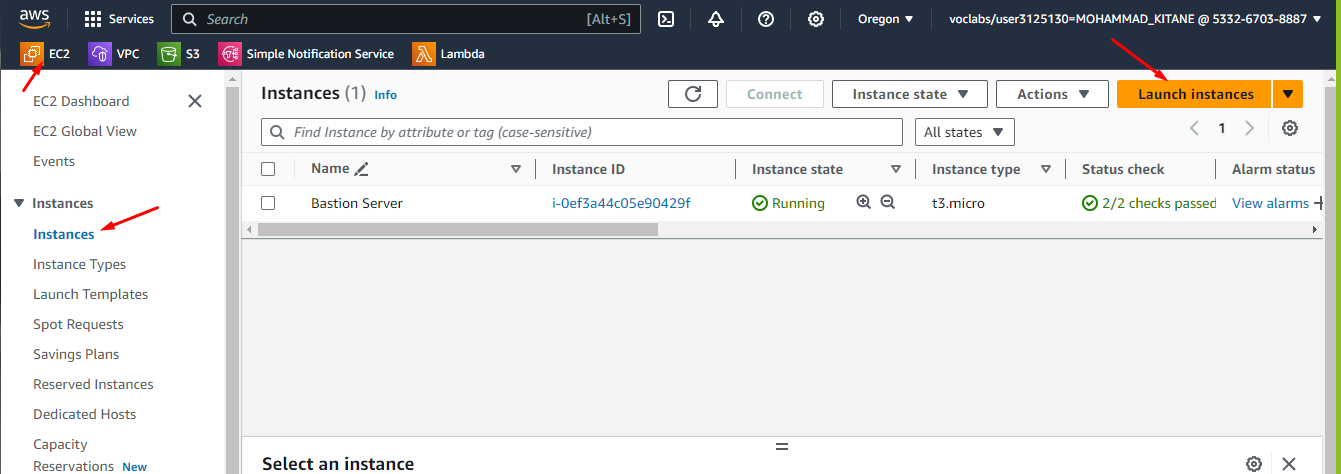 aws Services Search [Alt+S] Oregon voclabs/user3125130=MOHAMMAD_KITANE @ 5332-6703-8887
EC2 VPC S3 Simple Notification Service Lambda
EC2 Dashboard
EC2 Global View
Events
Instances
Instances
Instance Types
Launch Templates
Spot Requests
Savings Plans
Reserved Instances
Dedicated Hosts
Capacity
Reservations New
Instances (1) Info Connect Instance state Actions Launch instances
Find Instance by attribute or tag (case-sensitive) All states 1
Name Instance ID Instance state Instance type Status check Alarm status
Bastion Server i-0ef3a44c05e90429f Running t3.micro 2/2 checks passed View alarms
Select an instance